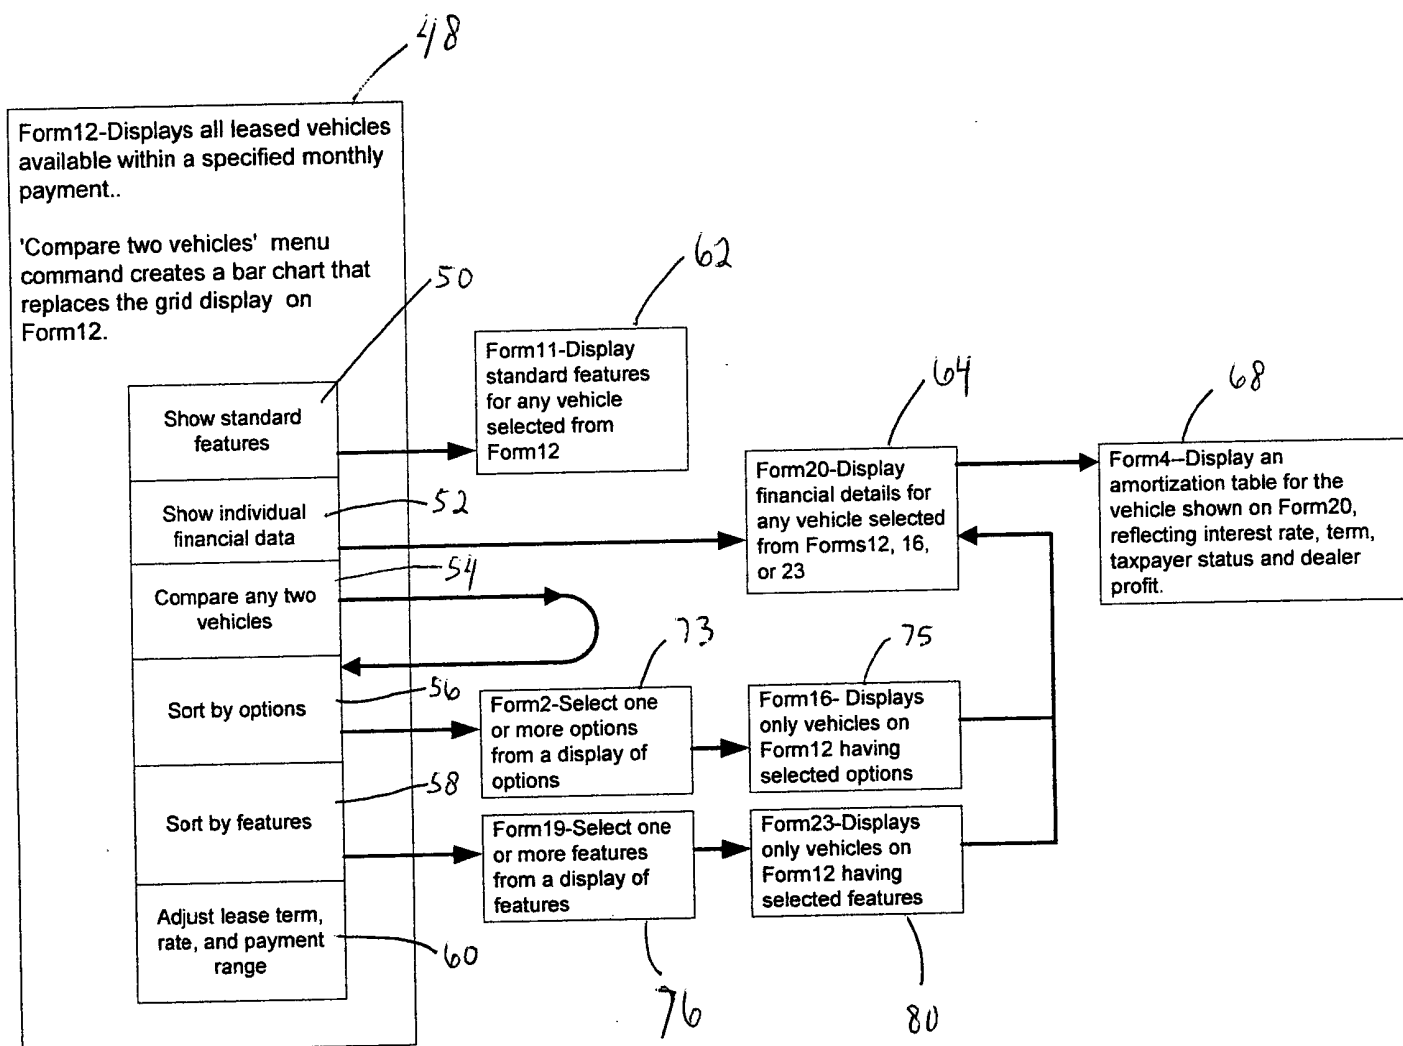 48
Form12-Displays all leased vehicles
available within a specified monthly
payment..
'Compare two vehicles' menu
command creates a bar chart that
replaces the grid display on
Form12.
50
62
Show standard
features
Form11-Display
standard features
for any vehicle
selected from
Form12
Show individual
financial data
52
64
Form20-Display
financial details for
any vehicle selected
from Forms12, 16,
or 23
68
Form4--Display an
amortization table for the
vehicle shown on Form20,
reflecting interest rate, term,
taxpayer status and dealer
profit.
Compare any two
vehicles
54
Sort by options
56
73
Form2-Select one
or more options
from a display of
options
75
Form16- Displays
only vehicles on
Form12 having
selected options
Sort by features
58
Form19-Select one
or more features
from a display of
features
76
Form23-Displays
only vehicles on
Form12 having
selected features
80
Adjust lease term,
rate, and payment
range
60